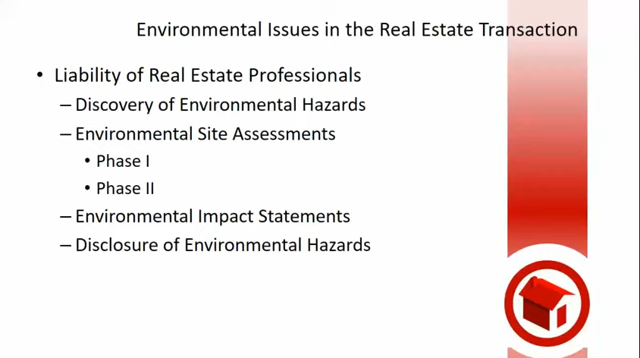 Environmental Issues in the Real Estate Transaction
• Liability of Real Estate Professionals
– Discovery of Environmental Hazards
– Environmental Site Assessments
• Phase I
• Phase II
– Environmental Impact Statements
– Disclosure of Environmental Hazards